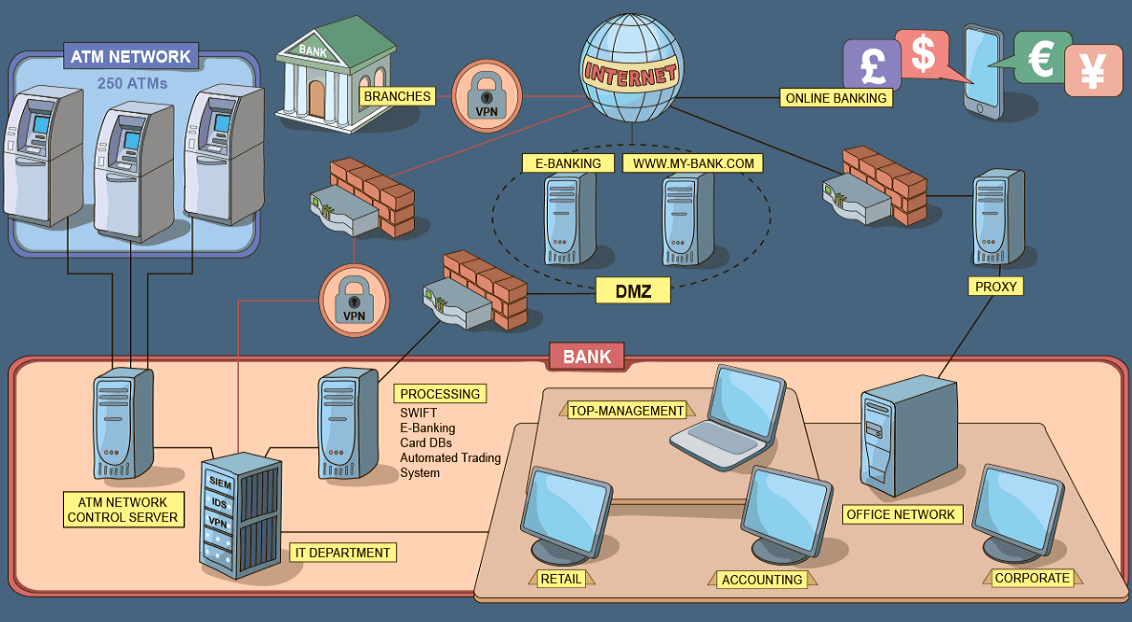 ATM NETWORK
250 ATMs
BANK
BRANCHES
VPN
INTERNET
ONLINE BANKING
£
$
€
¥
E-BANKING
WWW.MY-BANK.COM
VPN
DMZ
PROXY
BANK
PROCESSING
SWIFT
E-Banking
Card DBs
Automated Trading
System
TOP-MANAGEMENT
ATM NETWORK
CONTROL SERVER
SIEM
IDS
VPN
IT DEPARTMENT
OFFICE NETWORK
RETAIL
ACCOUNTING
CORPORATE